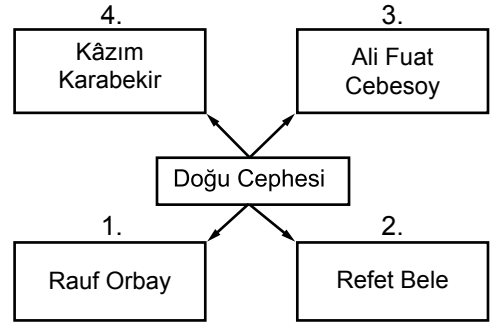 4.
Kâzım
Karabekir
3.
Ali Fuat
Cebesoy
Doğu Cephesi
1.
Rauf Orbay
2.
Refet Bele